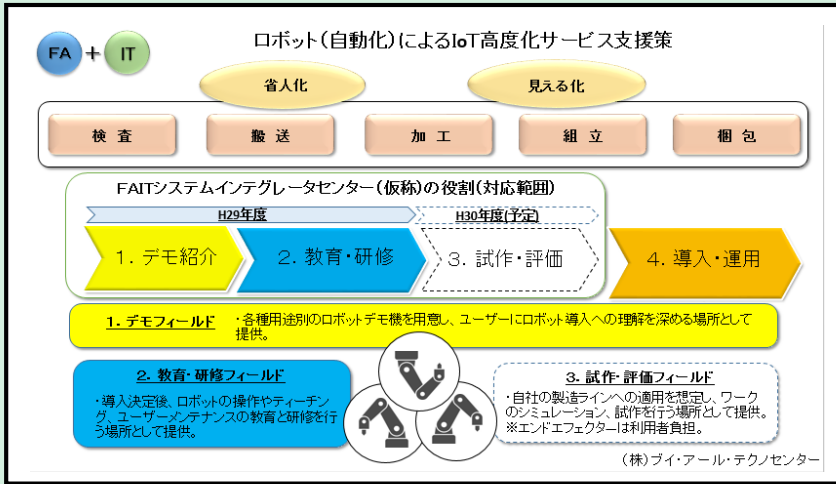 FA + IT
ロボット(自動化)によるIoT高度化サービス支援策
省人化
見える化
検査
搬送
加工
組立
梱包
FAITシステムインテグレータセンター(仮称)の役割(対応範囲)
H29年度
H30年度(予定)
1. デモ紹介
2. 教育・研修
3. 試作・評価
4. 導入・運用
1. デモフィールド
・各種用途別のロボットデモ機を用意し、ユーザーにロボット導入への理解を深める場所として
提供。
2. 教育・研修フィールド
・導入決定後、ロボットの操作やティーチン
グ、ユーザーメンテナンスの教育と研修を行
う場所として提供。
3. 試作・評価フィールド
・自社の製造ラインへの適用を想定し、ワーク
のシミュレーション、試作を行う場所として提供。
※エンドエフェクターは利用者負担。
(株)ブイ・アール・テクノセンター